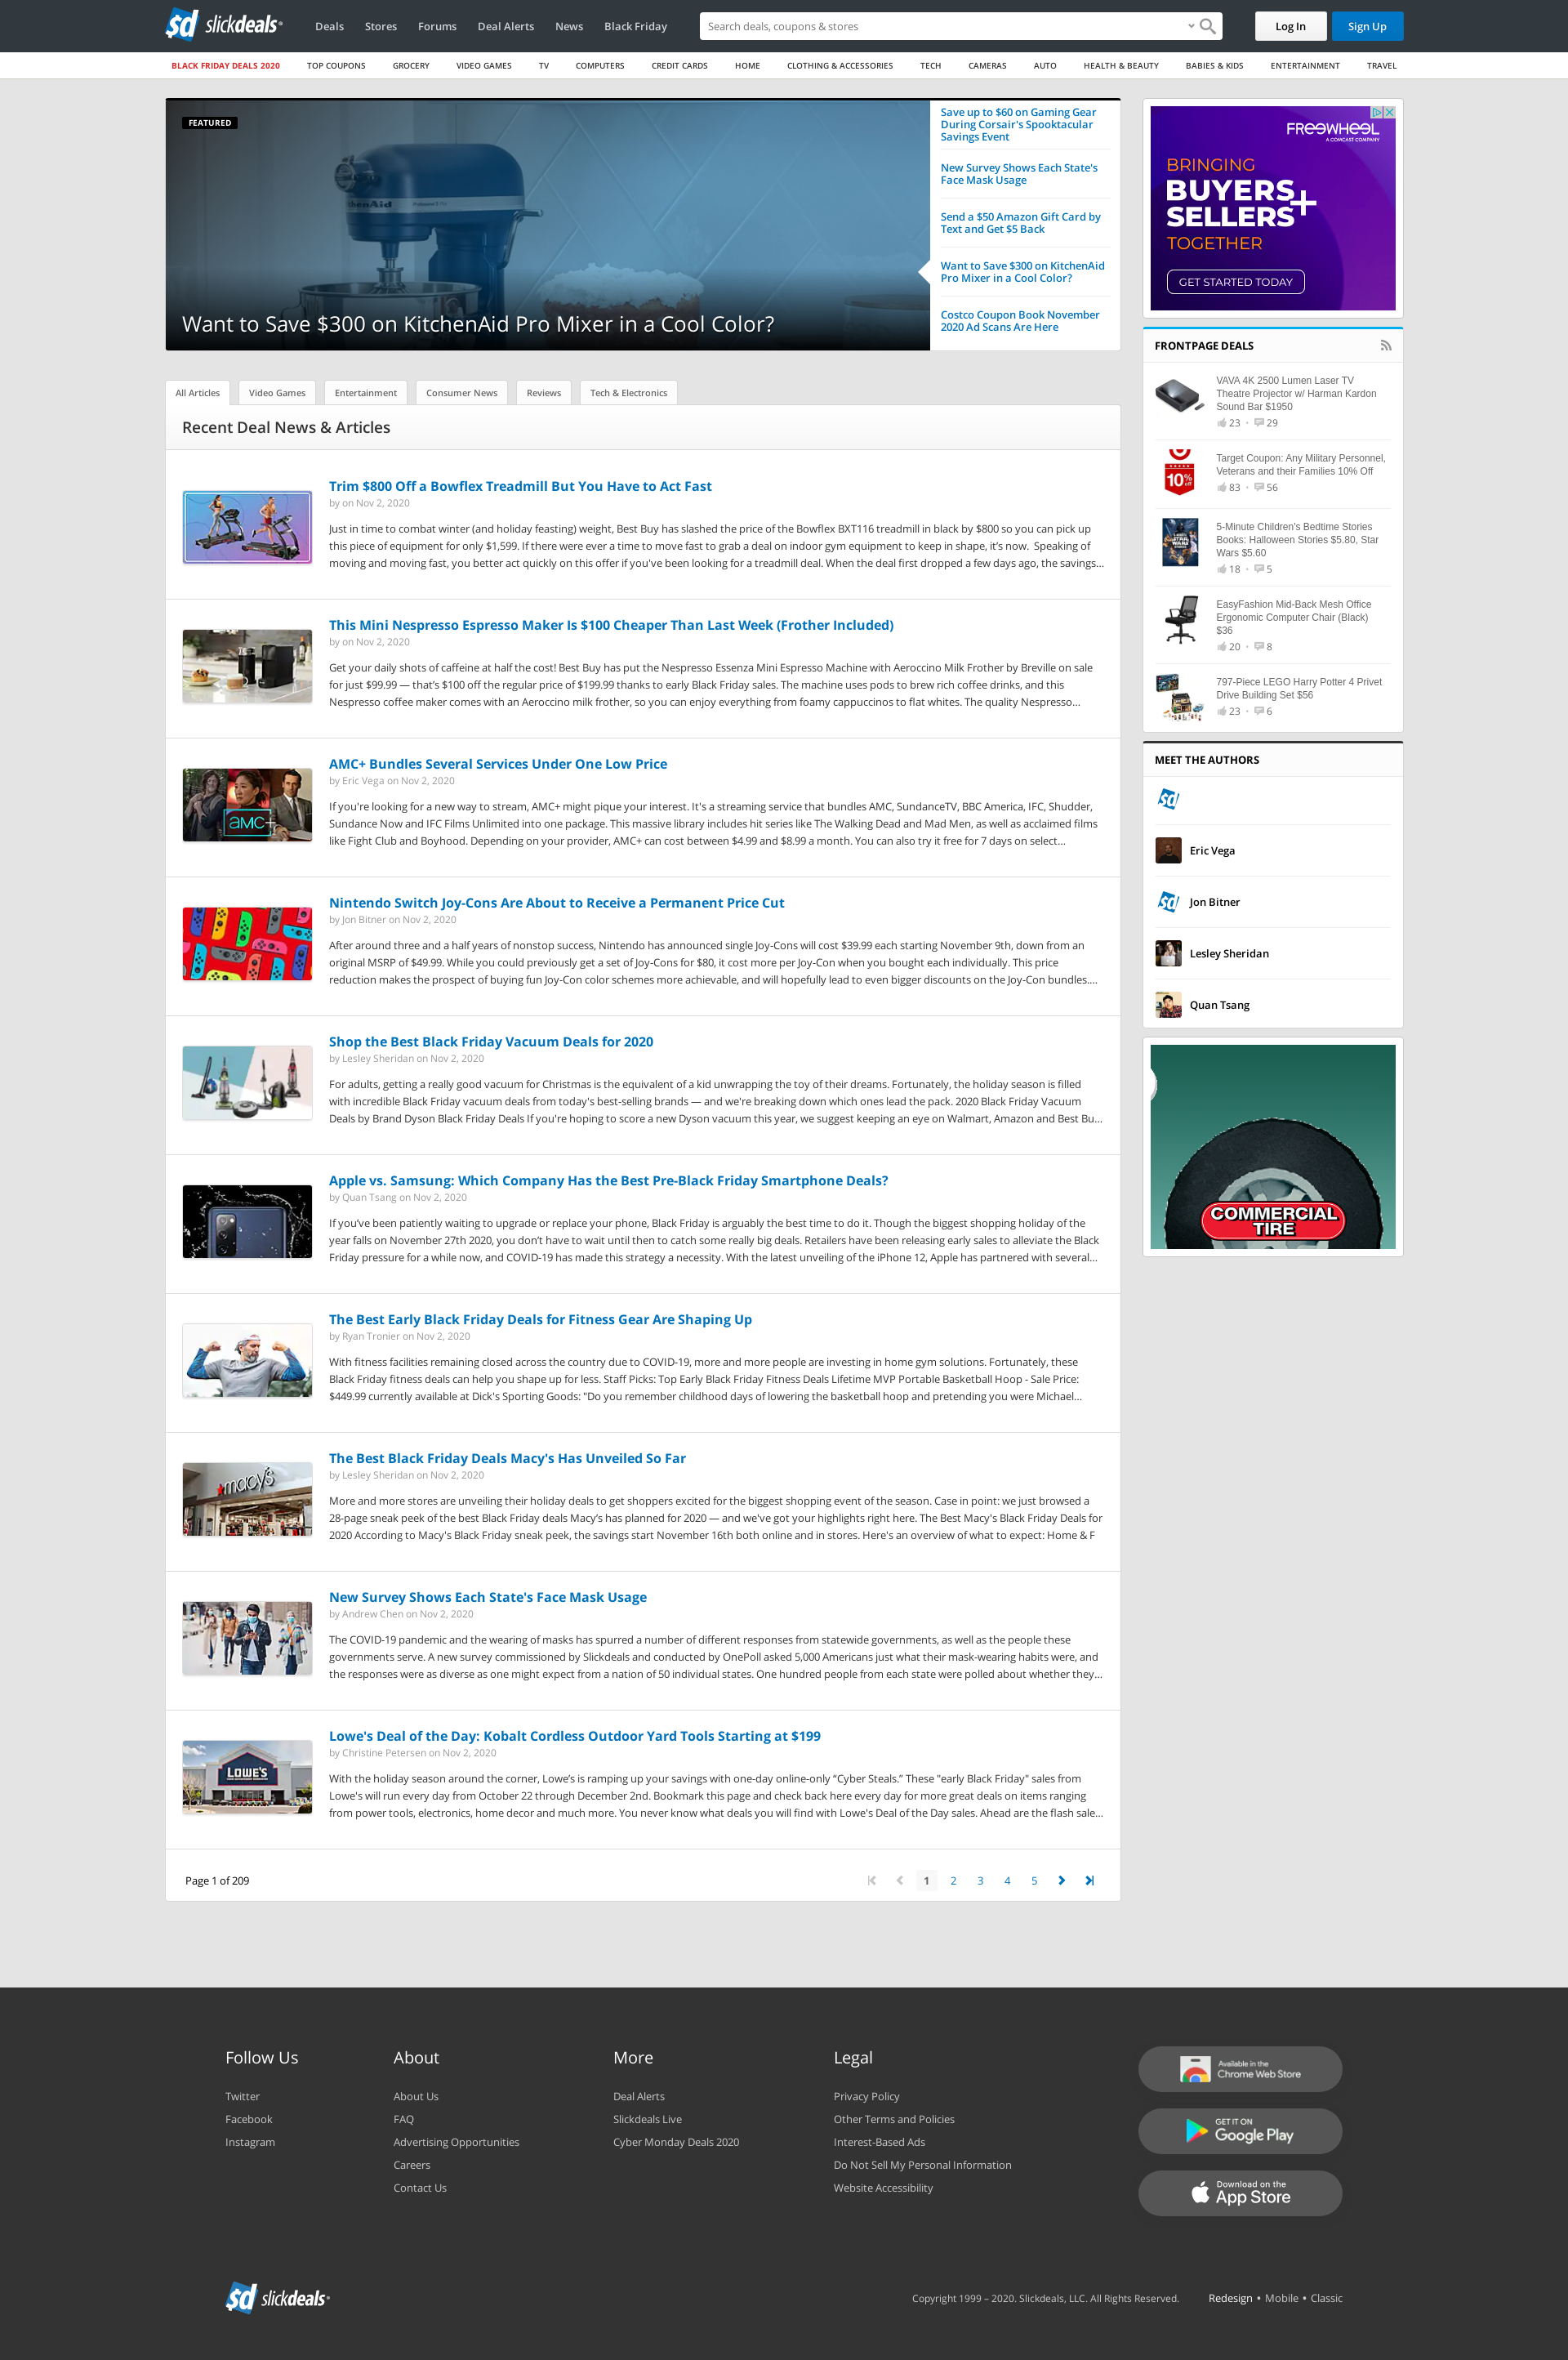 slickdeals
Deals
Stores
Forums
Deal Alerts
News
Black Friday
Search deals, coupons & stores
Log In
Sign Up
BLACK FRIDAY DEALS 2020
TOP COUPONS
GROCERY
VIDEO GAMES
TV
COMPUTERS
CREDIT CARDS
HOME
CLOTHING & ACCESSORIES
TECH
CAMERAS
AUTO
HEALTH & BEAUTY
BABIES & KIDS
ENTERTAINMENT
TRAVEL
FEATURED
Want to Save $300 on KitchenAid Pro Mixer in a Cool Color?
Save up to $60 on Gaming Gear
During Corsair's Spooktacular
Savings Event
New Survey Shows Each State's
Face Mask Usage
Send a $50 Amazon Gift Card by
Text and Get $5 Back
Want to Save $300 on KitchenAid
Pro Mixer in a Cool Color?
Costco Coupon Book November
2020 Ad Scans Are Here
All Articles
Video Games
Entertainment
Consumer News
Reviews
Tech & Electronics
Recent Deal News & Articles
Trim $800 Off a Bowflex Treadmill But You Have to Act Fast
by on Nov 2, 2020
Just in time to combat winter (and holiday feasting) weight, Best Buy has slashed the price of the Bowflex BXT116 treadmill in black by $800 so you can pick up
this piece of equipment for only $1,599. If there were ever a time to move fast to grab a deal on indoor gym equipment to keep in shape, it’s now.  Speaking of
moving and moving fast, you better act quickly on this offer if you've been looking for a treadmill deal. When the deal first dropped a few days ago, the savings...
This Mini Nespresso Espresso Maker Is $100 Cheaper Than Last Week (Frother Included)
by on Nov 2, 2020
Get your daily shots of caffeine at half the cost! Best Buy has put the Nespresso Essenza Mini Espresso Machine with Aeroccino Milk Frother by Breville on sale
for just $99.99 — that’s $100 off the regular price of $199.99 thanks to early Black Friday sales. The machine uses pods to brew rich coffee drinks, and this
Nespresso coffee maker comes with an Aeroccino milk frother, so you can enjoy everything from foamy cappuccinos to flat whites. The quality Nespresso...
AMC+ Bundles Several Services Under One Low Price
by Eric Vega on Nov 2, 2020
If you're looking for a new way to stream, AMC+ might pique your interest. It's a streaming service that bundles AMC, SundanceTV, BBC America, IFC, Shudder,
Sundance Now and IFC Films Unlimited into one package. This massive library includes hit series like The Walking Dead and Mad Men, as well as acclaimed films
like Fight Club and Boyhood. Depending on your provider, AMC+ can cost between $4.99 and $8.99 a month. You can also try it free for 7 days on select...
aMC+
Nintendo Switch Joy-Cons Are About to Receive a Permanent Price Cut
by Jon Bitner on Nov 2, 2020
After around three and a half years of nonstop success, Nintendo has announced single Joy-Cons will cost $39.99 each starting November 9th, down from an
original MSRP of $49.99. While you could previously get a set of Joy-Cons for $80, it cost more per Joy-Con when you bought each individually. This price
reduction makes the prospect of buying fun Joy-Con color schemes more achievable, and will hopefully lead to even bigger discounts on the Joy-Con bundles....
Shop the Best Black Friday Vacuum Deals for 2020
by Lesley Sheridan on Nov 2, 2020
For adults, getting a really good vacuum for Christmas is the equivalent of a kid unwrapping the toy of their dreams. Fortunately, the holiday season is filled
with incredible Black Friday vacuum deals from today's best-selling brands — and we're breaking down which ones lead the pack. 2020 Black Friday Vacuum
Deals by Brand Dyson Black Friday Deals If you're hoping to score a new Dyson vacuum this year, we suggest keeping an eye on Walmart, Amazon and Best Bu...
Apple vs. Samsung: Which Company Has the Best Pre-Black Friday Smartphone Deals?
by Quan Tsang on Nov 2, 2020
If you’ve been patiently waiting to upgrade or replace your phone, Black Friday is arguably the best time to do it. Though the biggest shopping holiday of the
year falls on November 27th 2020, you don’t have to wait until then to catch some really big deals. Retailers have been releasing early sales to alleviate the Black
Friday pressure for a while now, and COVID-19 has made this strategy a necessity. With the latest unveiling of the iPhone 12, Apple has partnered with several...
The Best Early Black Friday Deals for Fitness Gear Are Shaping Up
by Ryan Tronier on Nov 2, 2020
With fitness facilities remaining closed across the country due to COVID-19, more and more people are investing in home gym solutions. Fortunately, these
Black Friday fitness deals can help you shape up for less. Staff Picks: Top Early Black Friday Fitness Deals Lifetime MVP Portable Basketball Hoop - Sale Price:
$449.99 currently available at Dick's Sporting Goods: "Do you remember childhood days of lowering the basketball hoop and pretending you were Michael...
The Best Black Friday Deals Macy's Has Unveiled So Far
by Lesley Sheridan on Nov 2, 2020
More and more stores are unveiling their holiday deals to get shoppers excited for the biggest shopping event of the season. Case in point: we just browsed a
28-page sneak peek of the best Black Friday deals Macy’s has planned for 2020 — and we've got your highlights right here. The Best Macy's Black Friday Deals for
2020 According to Macy's Black Friday sneak peek, the savings start November 16th both online and in stores. Here's an overview of what to expect: Home & F
macy's
New Survey Shows Each State's Face Mask Usage
by Andrew Chen on Nov 2, 2020
The COVID-19 pandemic and the wearing of masks has spurred a number of different responses from statewide governments, as well as the people these
governments serve. A new survey commissioned by Slickdeals and conducted by OnePoll asked 5,000 Americans just what their mask-wearing habits were, and
the responses were as diverse as one might expect from a nation of 50 individual states. One hundred people from each state were polled about whether they...
Lowe's Deal of the Day: Kobalt Cordless Outdoor Yard Tools Starting at $199
by Christine Petersen on Nov 2, 2020
With the holiday season around the corner, Lowe’s is ramping up your savings with one-day online-only “Cyber Steals.” These "early Black Friday" sales from
Lowe's will run every day from October 22 through December 2nd. Bookmark this page and check back here every day for more great deals on items ranging
from power tools, electronics, home decor and much more. You never know what deals you will find with Lowe's Deal of the Day sales. Ahead are the flash sale...
LOWE'S
Page 1 of 209
1
2
3
4
5
FREEWHEEL
A COMCAST COMPANY
BRINGING
BUYERS+
SELLERS
TOGETHER
GET STARTED TODAY
FRONTPAGE DEALS
VAVA 4K 2500 Lumen Laser TV
Theatre Projector w/ Harman Kardon
Sound Bar $1950
23 • 29
Target Coupon: Any Military Personnel,
Veterans and their Families 10% Off
83 • 56
10% off
5-Minute Children's Bedtime Stories
Books: Halloween Stories $5.80, Star
Wars $5.60
18 • 5
EasyFashion Mid-Back Mesh Office
Ergonomic Computer Chair (Black)
$36
20 • 8
797-Piece LEGO Harry Potter 4 Privet
Drive Building Set $56
23 • 6
MEET THE AUTHORS
Eric Vega
Jon Bitner
Lesley Sheridan
Quan Tsang
COMMERCIAL
TIRE
Follow Us
Twitter
Facebook
Instagram
About
About Us
FAQ
Advertising Opportunities
Careers
Contact Us
More
Deal Alerts
Slickdeals Live
Cyber Monday Deals 2020
Legal
Privacy Policy
Other Terms and Policies
Interest-Based Ads
Do Not Sell My Personal Information
Website Accessibility
Available in the
Chrome Web Store
GET IT ON
Google Play
Download on the
App Store
slickdeals
Copyright 1999 – 2020. Slickdeals, LLC. All Rights Reserved.
Redesign • Mobile • Classic